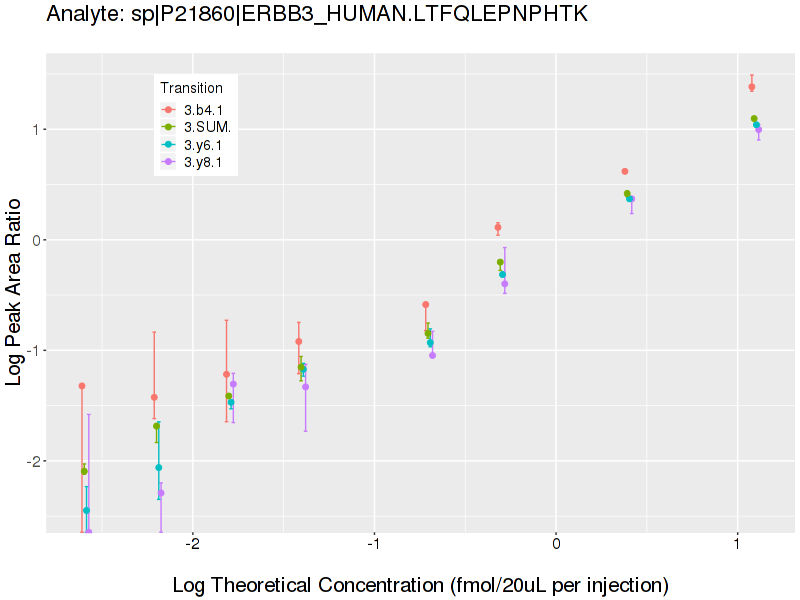 Analyte: sp|P21860|ERBB3_HUMAN.LTFQLEPNPHTK
Transition
3.b4.1
3.SUM.
3.y6.1
3.y8.1
Log Peak Area Ratio
1
0
-1
-2
-2
-1
0
1
Log Theoretical Concentration (fmol/20uL per injection)